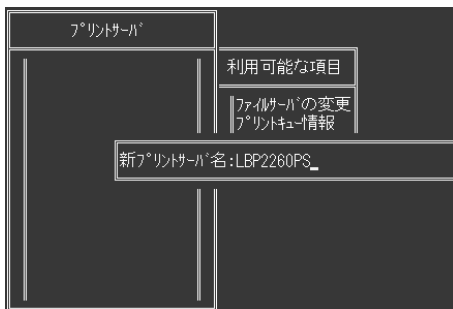 プリントサーバ
利用可能な項目
ファイルサーバの変更
プリントキュー情報
新プリントサーバ名:LBP2260PS_